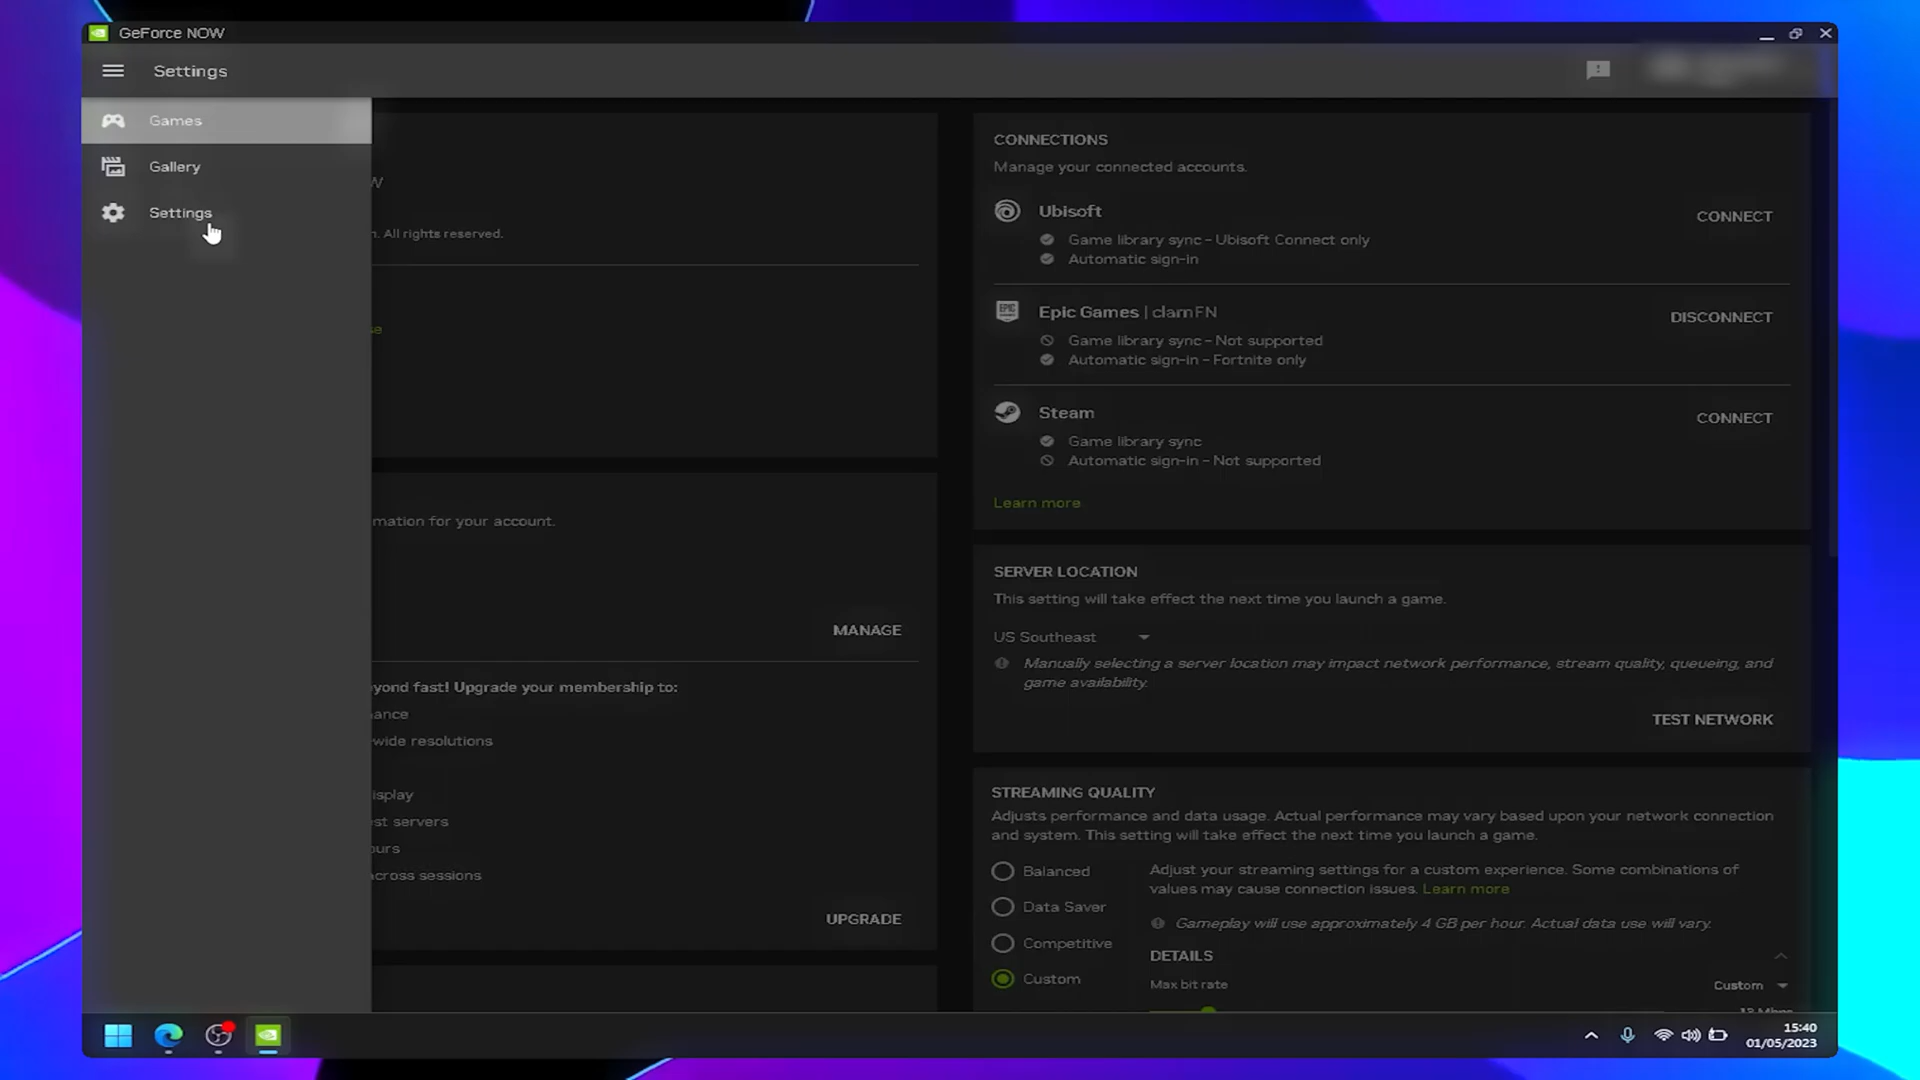 GeForce NOW
Settings
Games
Gallery
Settings
All rights reserved.
mation for your account.
MANAGE
yond fast! Upgrade your membership to:
ance
wide resolutions
isplay
st servers
ours
across sessions
UPGRADE
CONNECTIONS
Manage your connected accounts.
Ubisoft
CONNECT
Game library sync - Ubisoft Connect only
Automatic sign-in
EPIC
Epic Games | clamFN
DISCONNECT
Game library sync - Not supported
Automatic sign-in - Fortnite only
Steam
CONNECT
Game library sync
Automatic sign-in - Not supported
Learn more
SERVER LOCATION
This setting will take effect the next time you launch a game.
US Southeast
Manually selecting a server location may impact network performance, stream quality, queueing, and
game availability.
TEST NETWORK
STREAMING QUALITY
Adjusts performance and data usage. Actual performance may vary based upon your network connection
and system. This setting will take effect the next time you launch a game.
Balanced
Data Saver
Competitive
Custom
Adjust your streaming settings for a custom experience. Some combinations of
values may cause connection issues. Learn more
Gameplay will use approximately 4 GB per hour. Actual data use will vary.
DETAILS
Max bit rate
Custom
15:40
01/05/2023